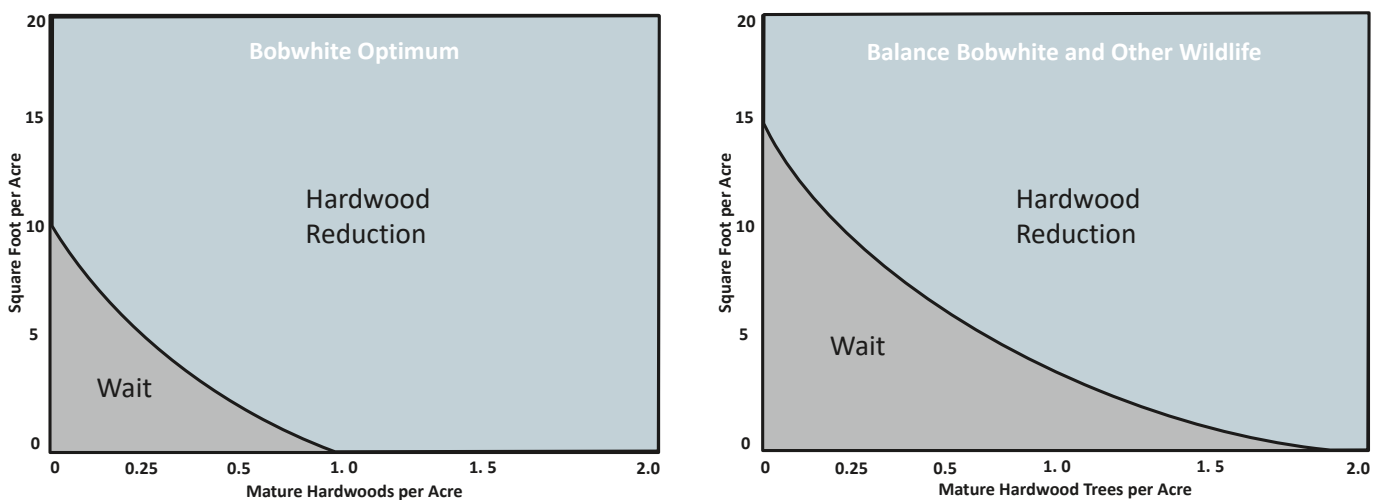 Bobwhite Optimum
Square Foot per Acre
20
15
10
5
0
Hardwood
Reduction
Wait
0 0.25 0.5 1. 0 1. 5 2.0
Mature Hardwoods per Acre
Balance Bobwhite and Other Wildlife
Square Foot per Acre
20
15
10
5
0
Hardwood
Reduction
Wait
0 0.25 0.5 1. 0 1. 5 2.0
Mature Hardwood Trees per Acre